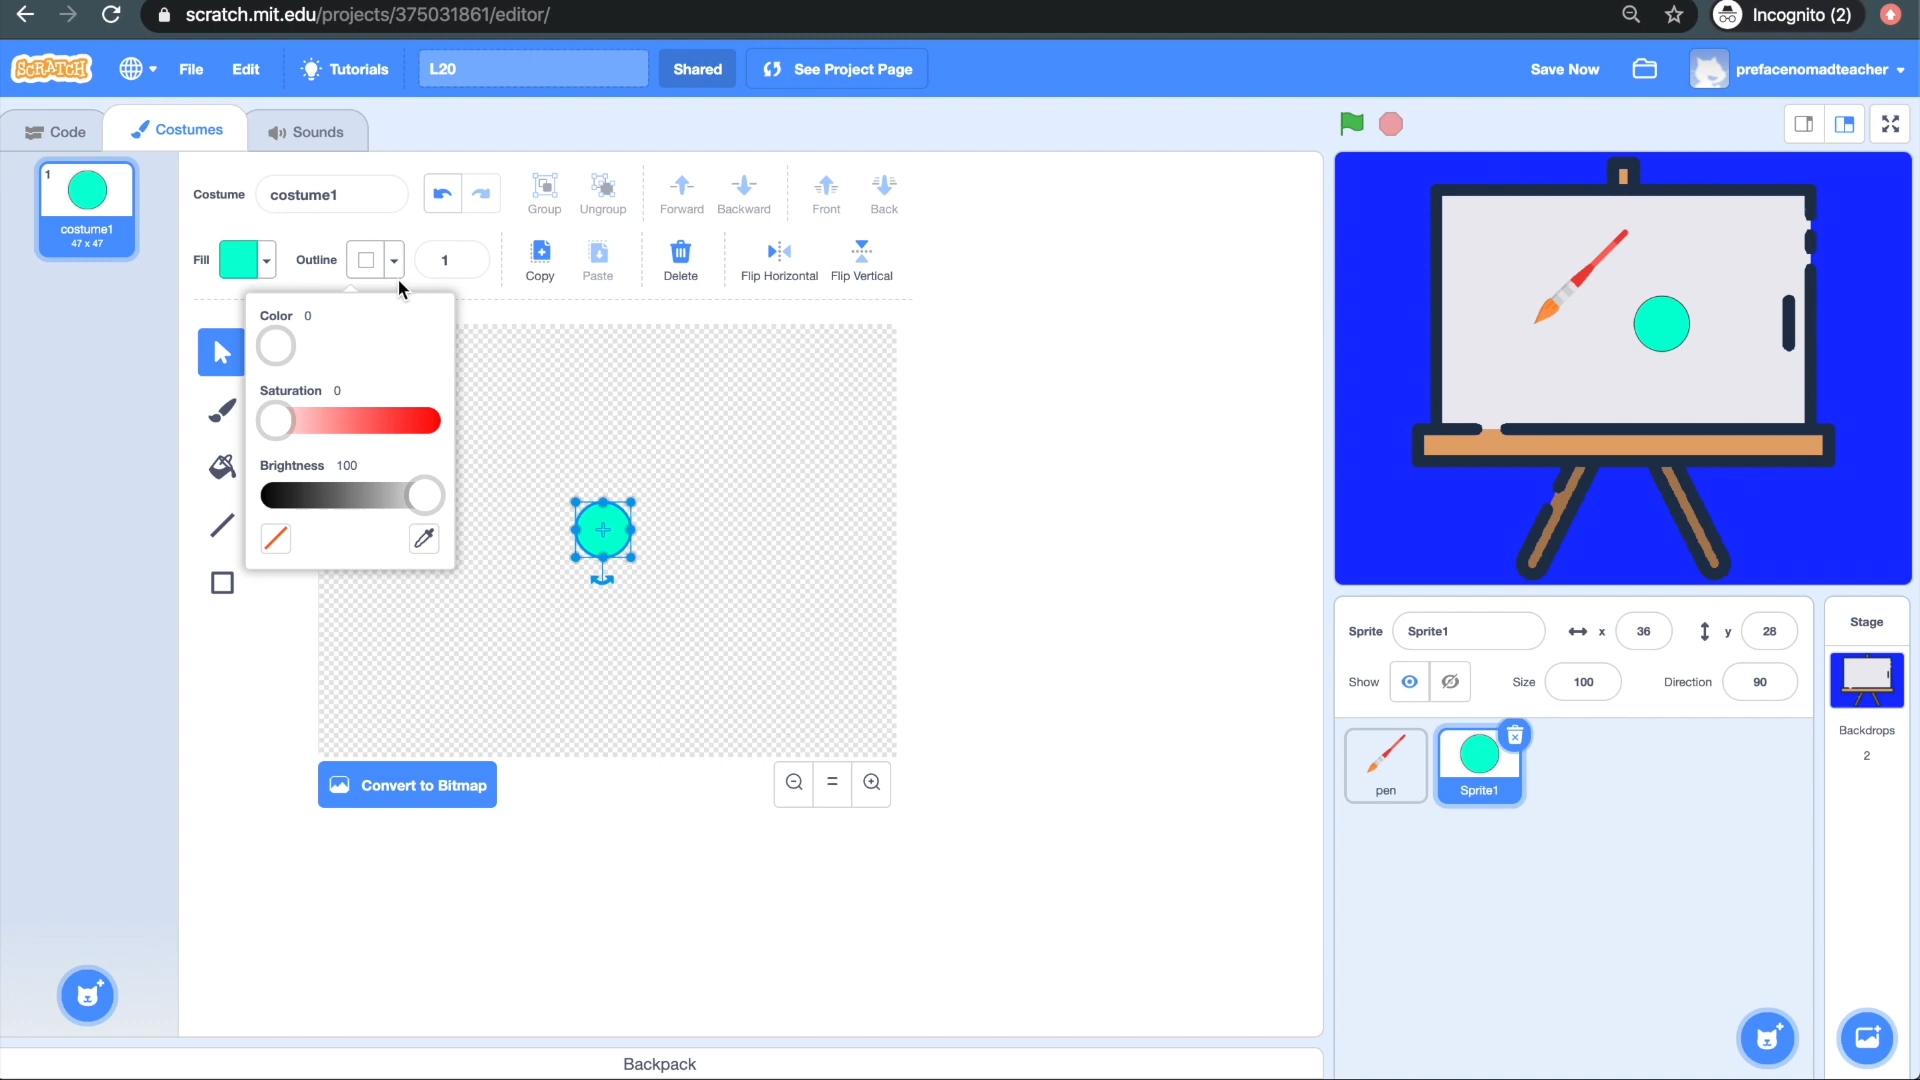 scratch.mit.edu/projects/375031861/editor/
Incognito (2)
SCRATCH
File
Edit
Tutorials
L20
Shared
See Project Page
Save Now
prefacenomadteacher
Code
Costumes
Sounds
1
costume1
47 x 47
Costume
costume1
Group
Ungroup
Forward
Backward
Front
Back
Fill
Outline
1
Copy
Paste
Delete
Flip Horizontal
Flip Vertical
Color 0
Saturation 0
Brightness 100
Convert to Bitmap
Sprite
Sprite1
x
36
y
28
Show
Size
100
Direction
90
pen
Sprite1
Stage
Backdrops
2
Backpack